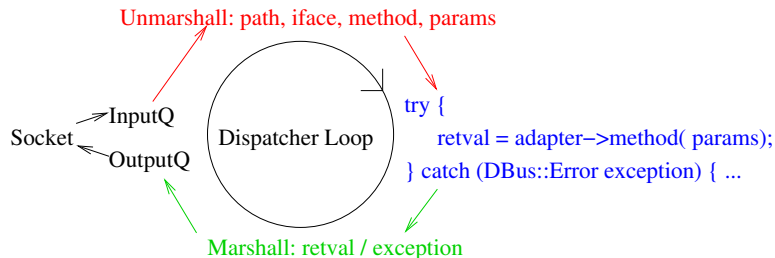 Unmarshall: path, iface, method, params
InputQ
Socket
OutputQ
Dispatcher Loop
try {
retval = adapter−>method( params);
} catch (DBus::Error exception) { ...
Marshall: retval / exception